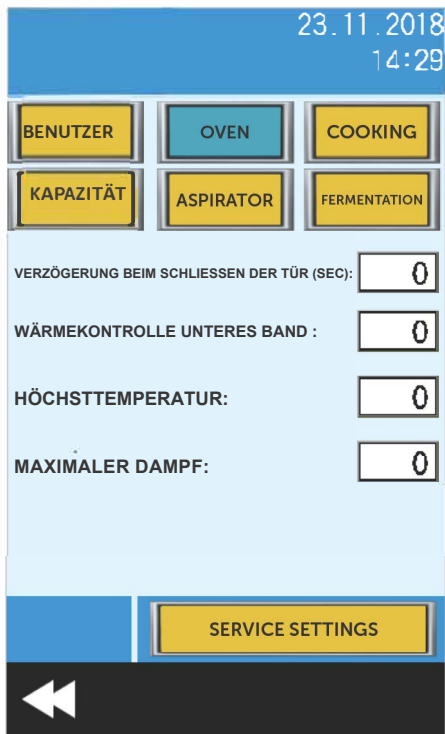 23.11.2018
14:29
BENUTZER OVEN COOKING
KAPAZITÄT ASPIRATOR FERMENTATION
VERZÖGERUNG BEIM SCHLIESSEN DER TÜR (SEC): 0
WÄRMEKONTROLLE UNTERES BAND : 0
HÖCHSTTEMPERATUR: 0
MAXIMALER DAMPF: 0
SERVICE SETTINGS